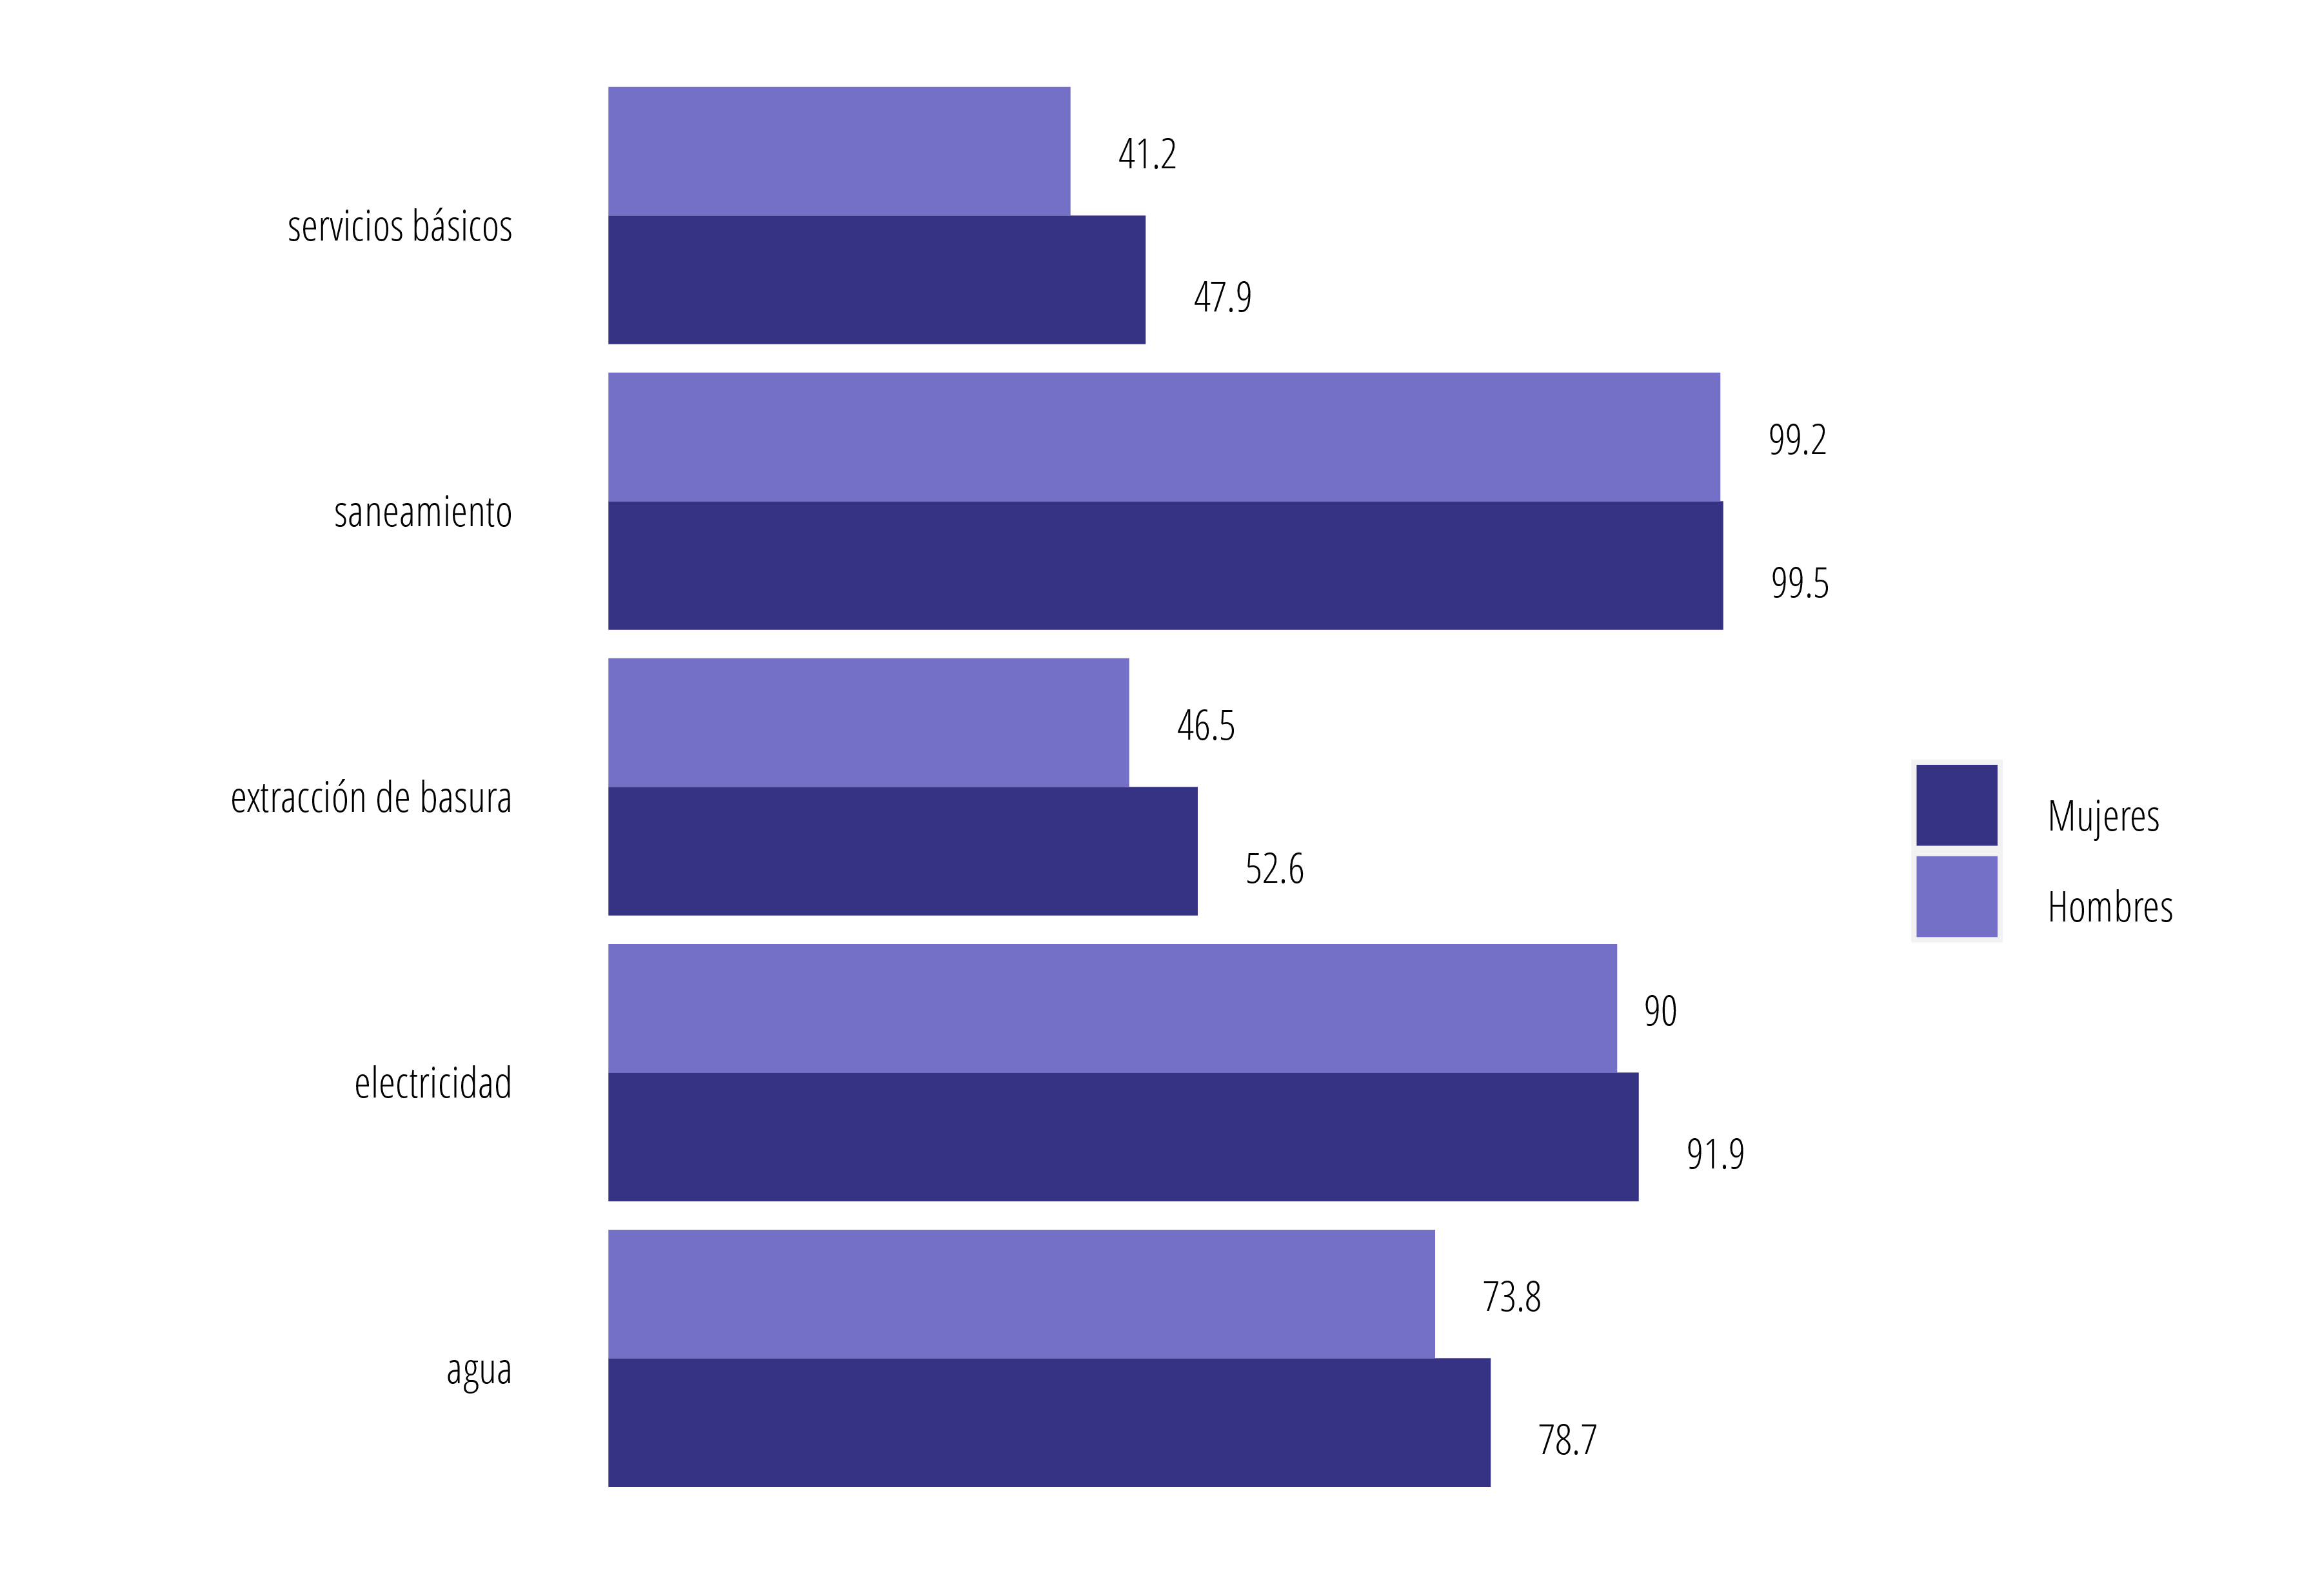 servicios básicos
41.2
47.9
saneamiento
99.2
99.5
extracción de basura
46.5
52.6
electricidad
90
91.9
agua
73.8
78.7
Mujeres
Hombres